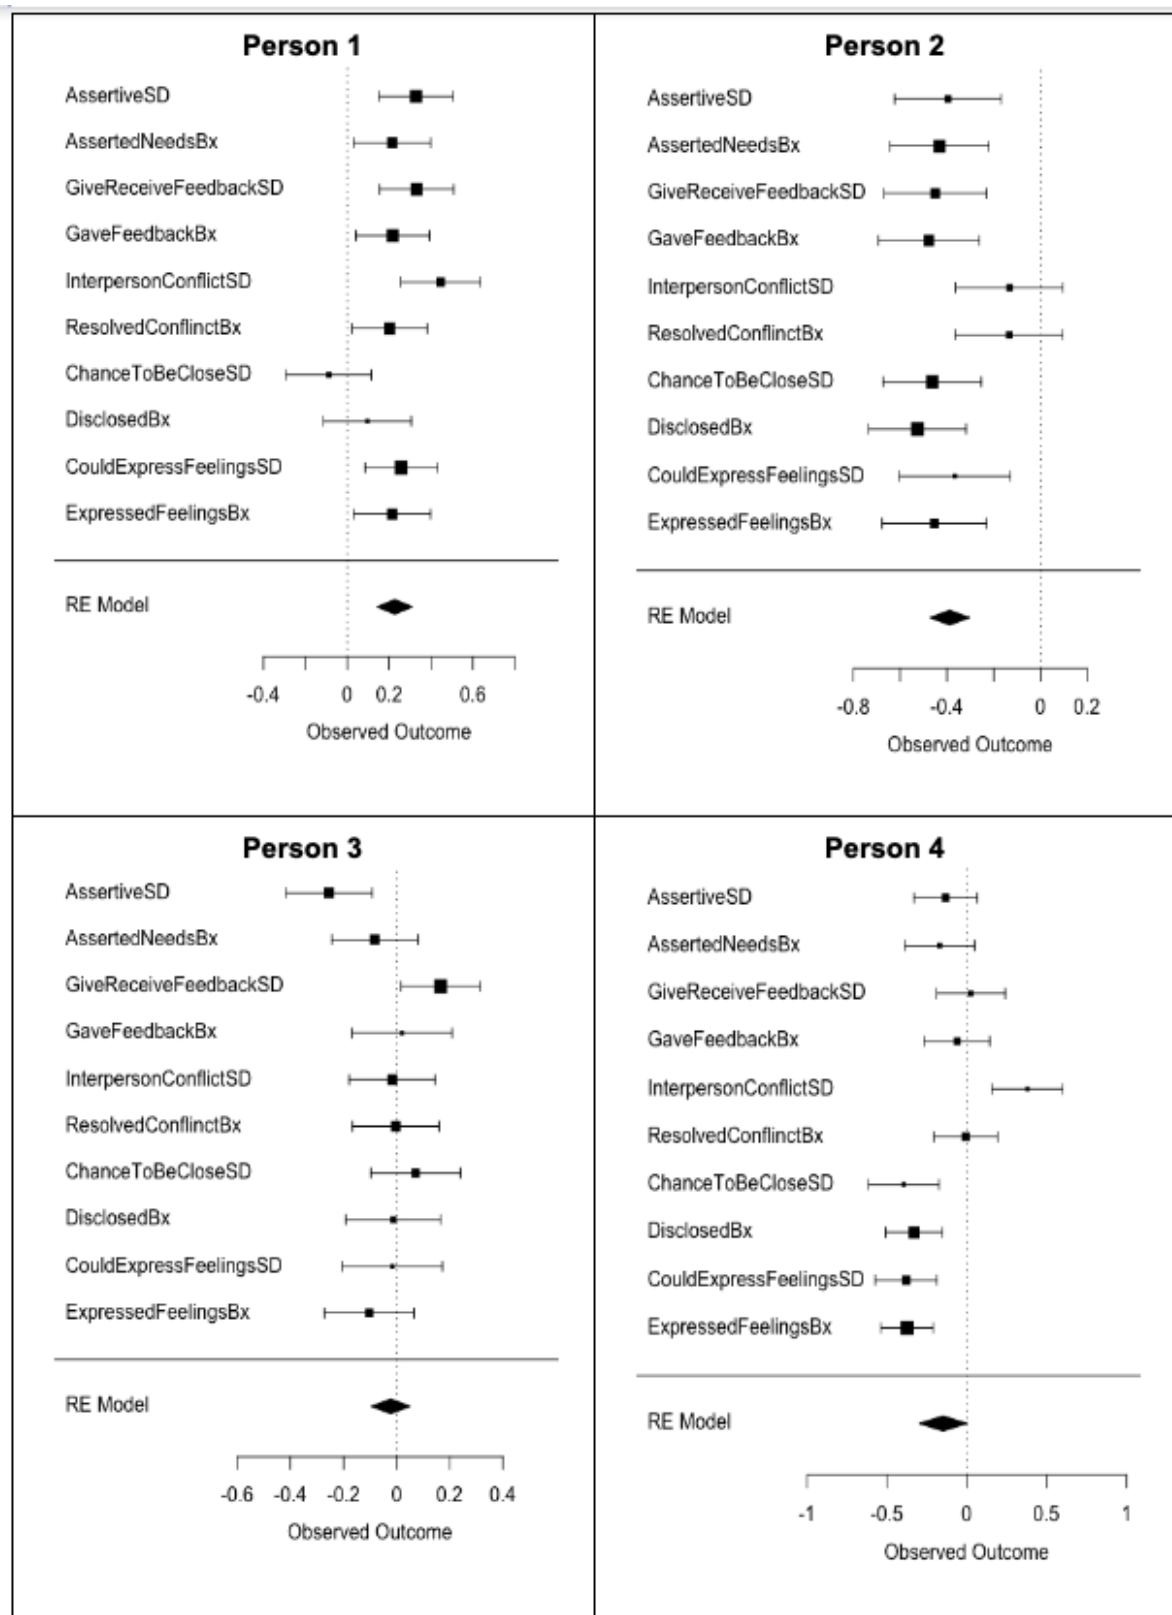 Person 1
AssertiveSD
AssertedNeedsBx
GiveReceiveFeedbackSD
GaveFeedbackBx
InterpersonConflictSD
ResolvedConflinctBx
ChanceToBeCloseSD
DisclosedBx
CouldExpressFeelingsSD
ExpressedFeelingsBx
RE Model
-0.4 0 0.2 0.6
Observed Outcome
Person 2
AssertiveSD
AssertedNeedsBx
GiveReceiveFeedbackSD
GaveFeedbackBx
InterpersonConflictSD
ResolvedConflinctBx
ChanceToBeCloseSD
DisclosedBx
CouldExpressFeelingsSD
ExpressedFeelingsBx
RE Model
-0.8 -0.4 0 0.2
Observed Outcome
Person 3
AssertiveSD
AssertedNeedsBx
GiveReceiveFeedbackSD
GaveFeedbackBx
InterpersonConflictSD
ResolvedConflinctBx
ChanceToBeCloseSD
DisclosedBx
CouldExpressFeelingsSD
ExpressedFeelingsBx
RE Model
-0.6 -0.4 -0.2 0 0.2 0.4
Observed Outcome
Person 4
AssertiveSD
AssertedNeedsBx
GiveReceiveFeedbackSD
GaveFeedbackBx
InterpersonConflictSD
ResolvedConflinctBx
ChanceToBeCloseSD
DisclosedBx
CouldExpressFeelingsSD
ExpressedFeelingsBx
RE Model
-1 -0.5 0 0.5 1
Observed Outcome